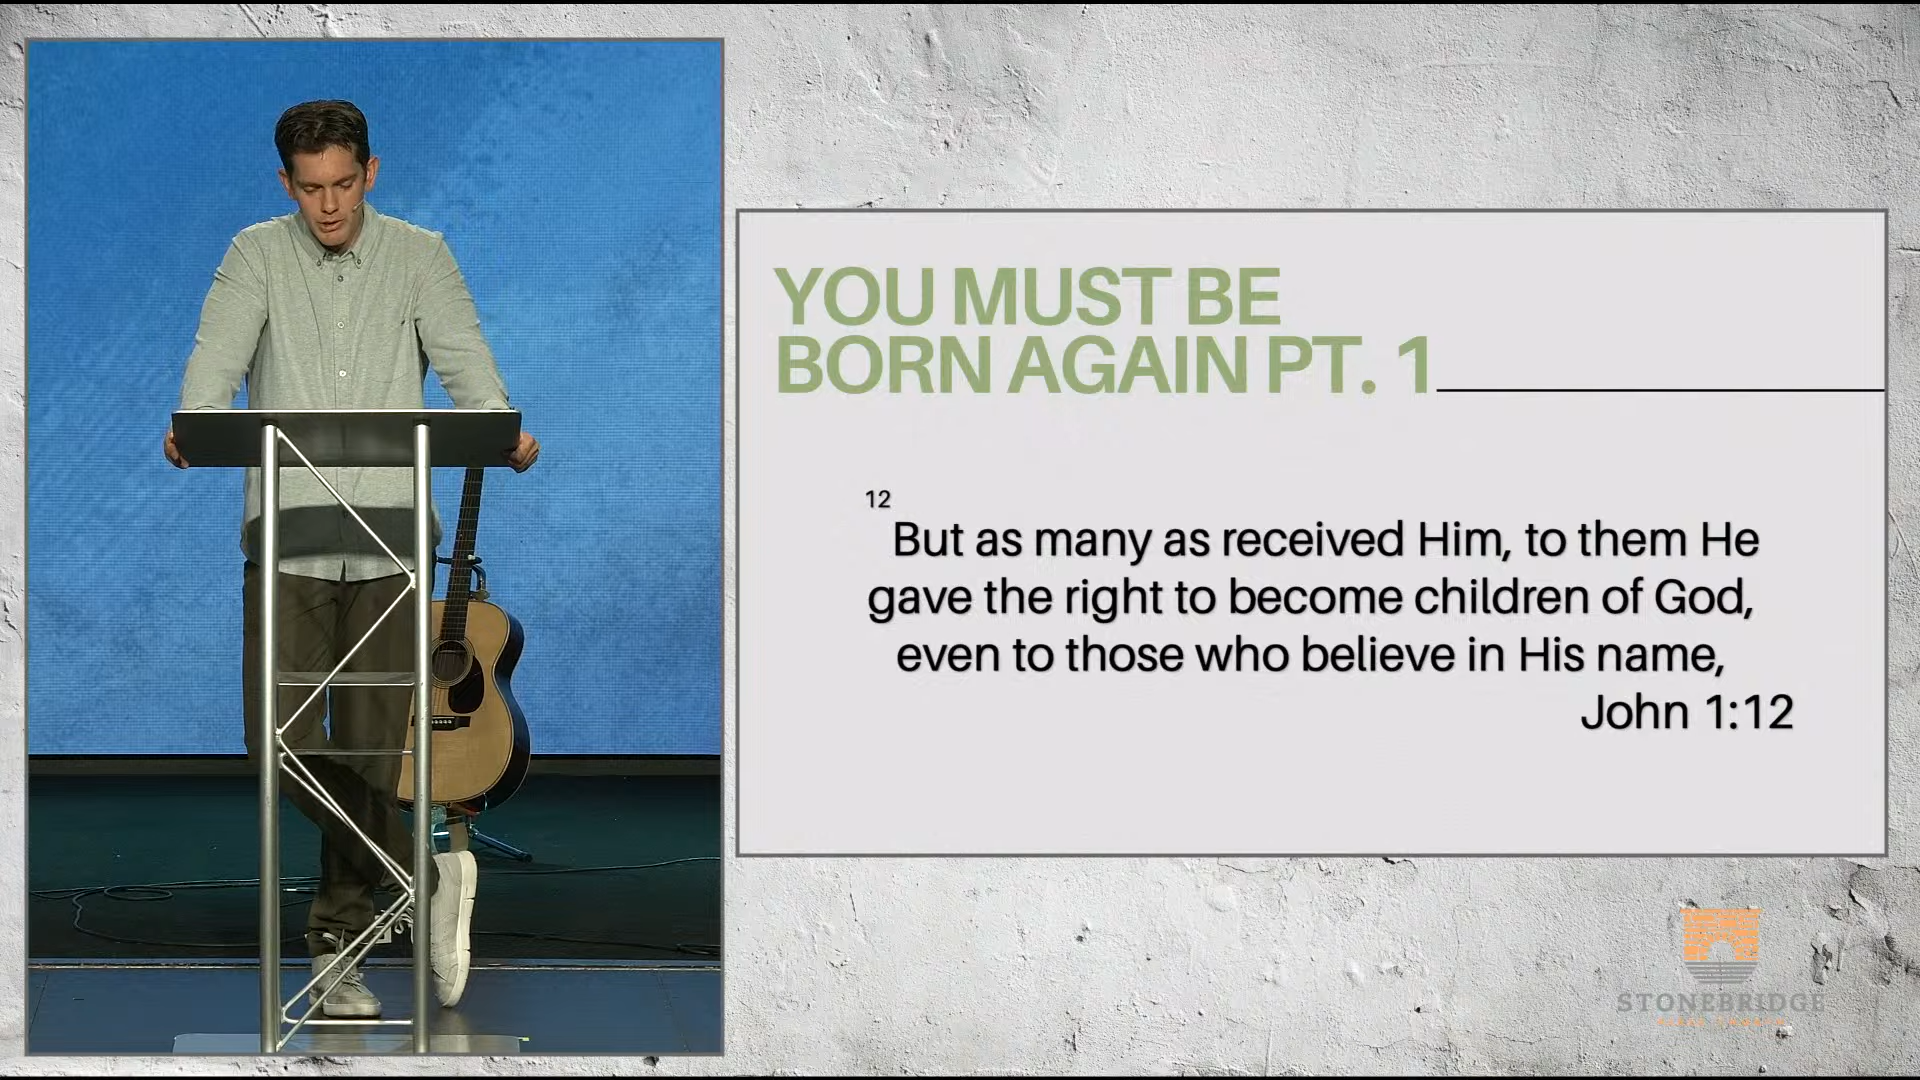 YOU MUST BE
BORN AGAIN PT. 1
12
But as many as received Him, to them He
gave the right to become children of God,
even to those who believe in His name,
John 1:12
STONEBRIDGE